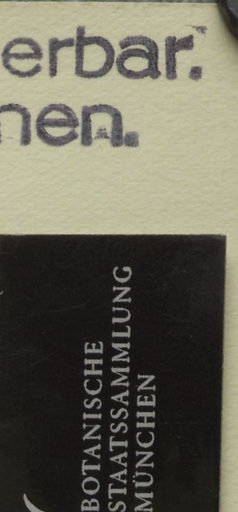 erbar.
nen.
BOTANISCHE
STAATSSAMMLUNG
MÜNCHEN